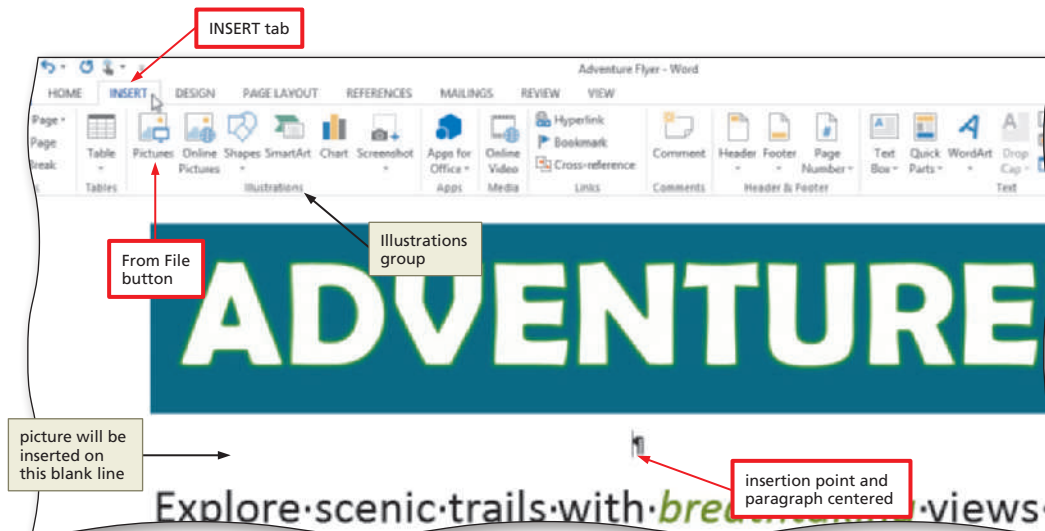 INSERT tab
Adventure Flyer - Word
HOME INSERT DESIGN PAGE LAYOUT REFERENCES MAILINGS REVIEW VIEW
Page
Page
Break
Table
Pictures
Online
Pictures
Shapes
SmartArt
Chart
Screenshot
Apps for
Office
Online
Video
Hyperlink
Bookmark
Cross-reference
Comment
Header
Footer
Page
Number
Text
Box
Quick
Parts
WordArt
Drop
Cap
Tables
Illustrations
Apps
Media
Links
Comments
Header & Footer
Text
From File
button
Illustrations
group
ADVENTURE
picture will be
inserted on
this blank line
¶
insertion point and
paragraph centered
Explore·scenic·trails·with· ·views·